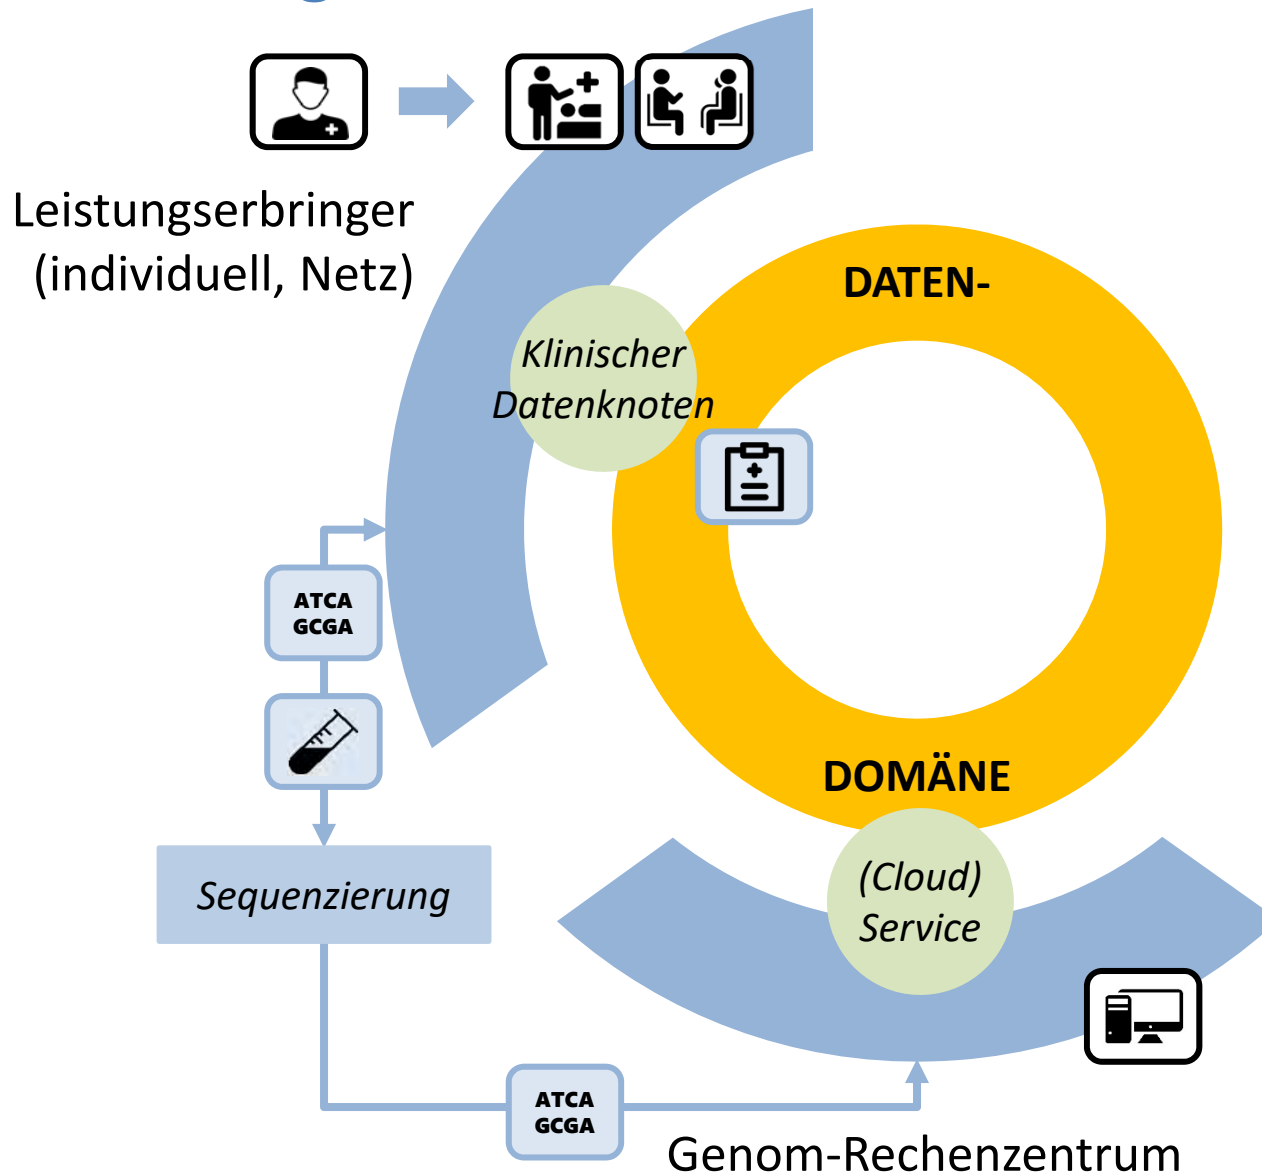 Leistungserbringer
(individuell, Netz)
DATEN-
Klinischer
Datenknoten
ATCA
GCGA
DOMÄNE
Sequenzierung
(Cloud)
Service
ATCA
GCGA
Genom-Rechenzentrum